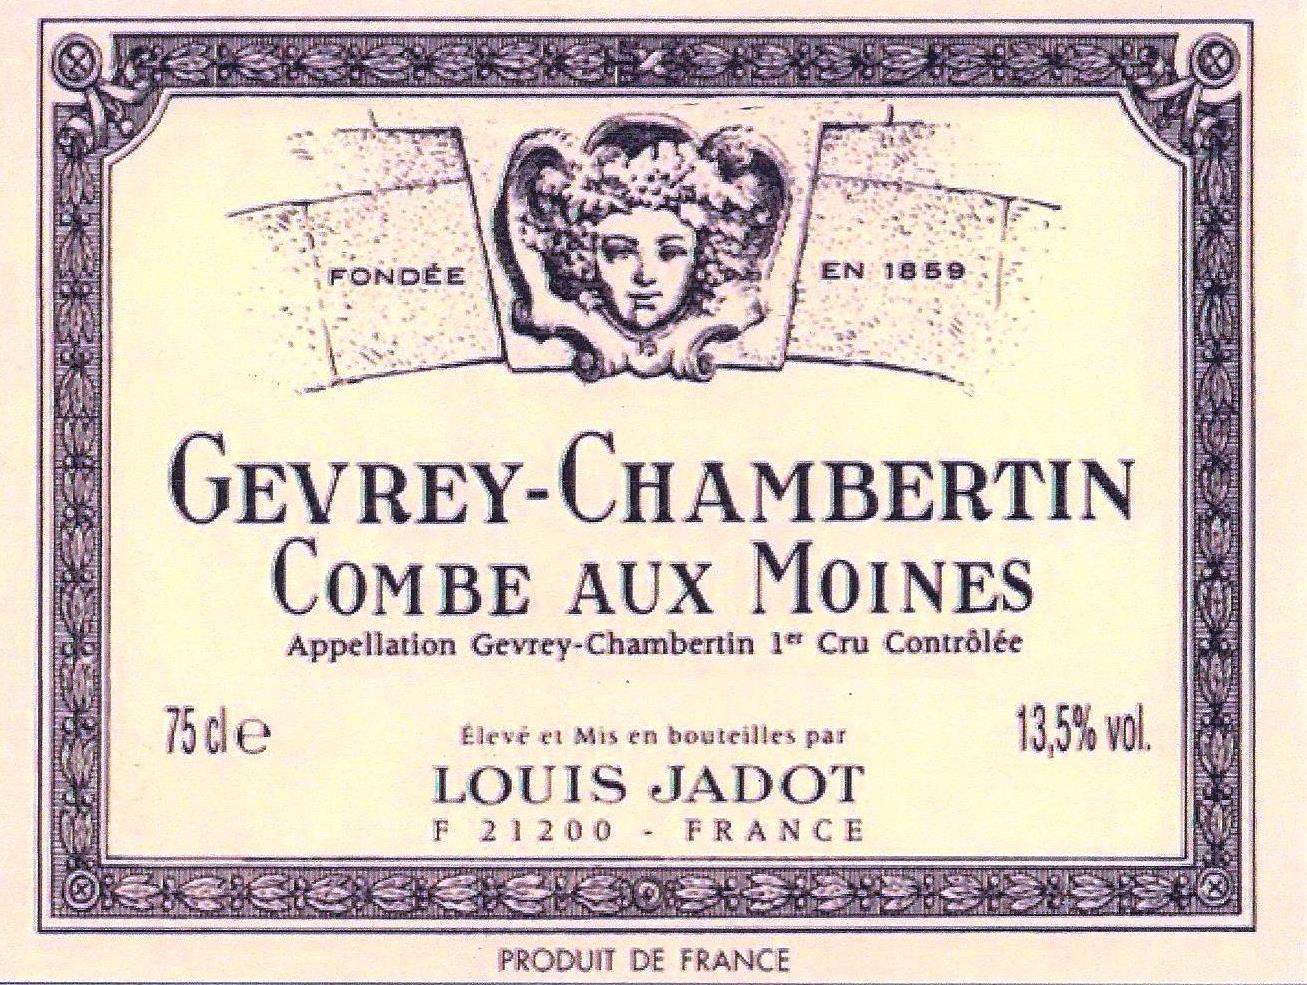 FONDÉE EN 1859
GEVREY-CHAMBERTIN
COMBE AUX MOINES
Appellation Gevrey-Chambertin 1er Cru Contrôlée
75 cl e
Élevé et Mis en bouteilles par
13,5% vol.
LOUIS JADOT
F 21200 - FRANCE
PRODUIT DE FRANCE